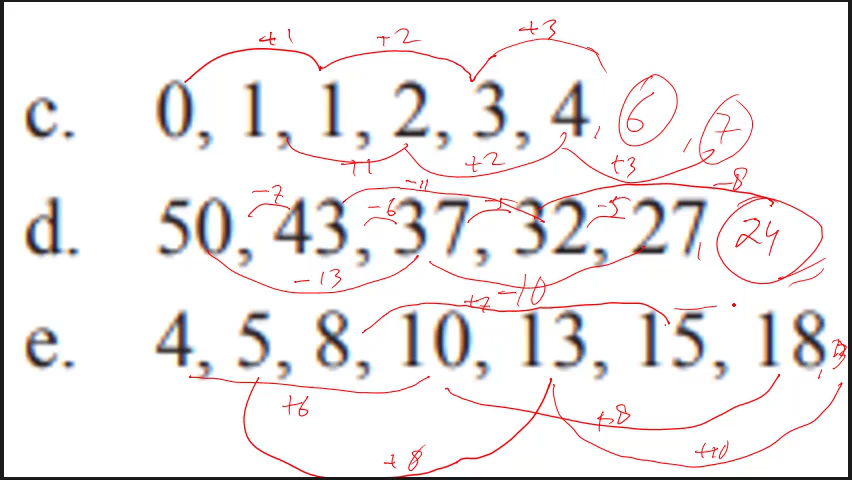 +1 +2 +3
c. 0, 1, 1, 2, 3, 4, 6, 7
+1 +2 +3
-7 -6 -5 -11 -8
d. 50, 43, 37, 32, 27, 24
-13 -10
+7
e. 4, 5, 8, 10, 13, 15, 18,
+6 +8 +8 +10